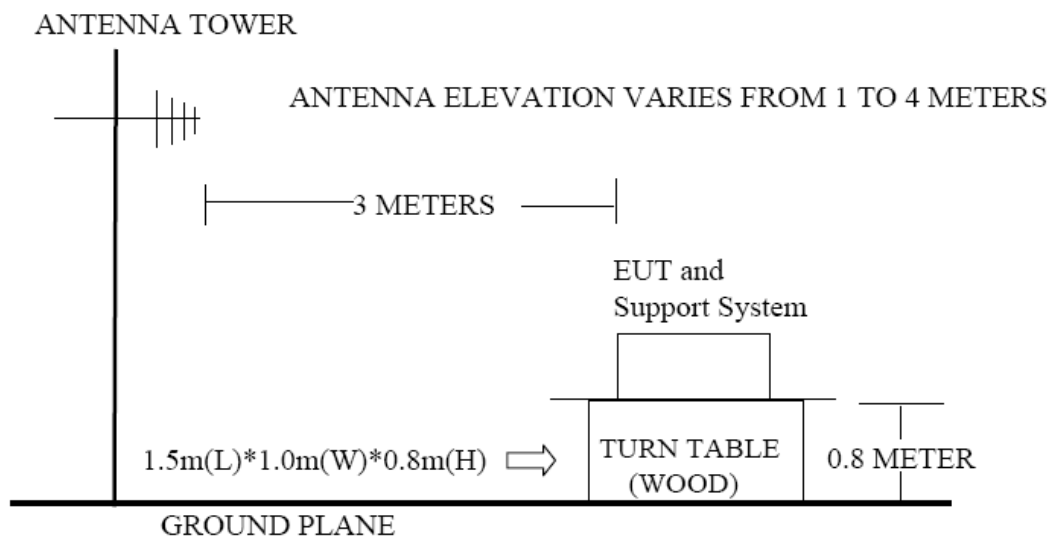 ANTENNA TOWER
ANTENNA ELEVATION VARIES FROM 1 TO 4 METERS
3 METERS
EUT and
Support System
1.5m(L)*1.0m(W)*0.8m(H)
TURN TABLE
(WOOD)
0.8 METER
GROUND PLANE